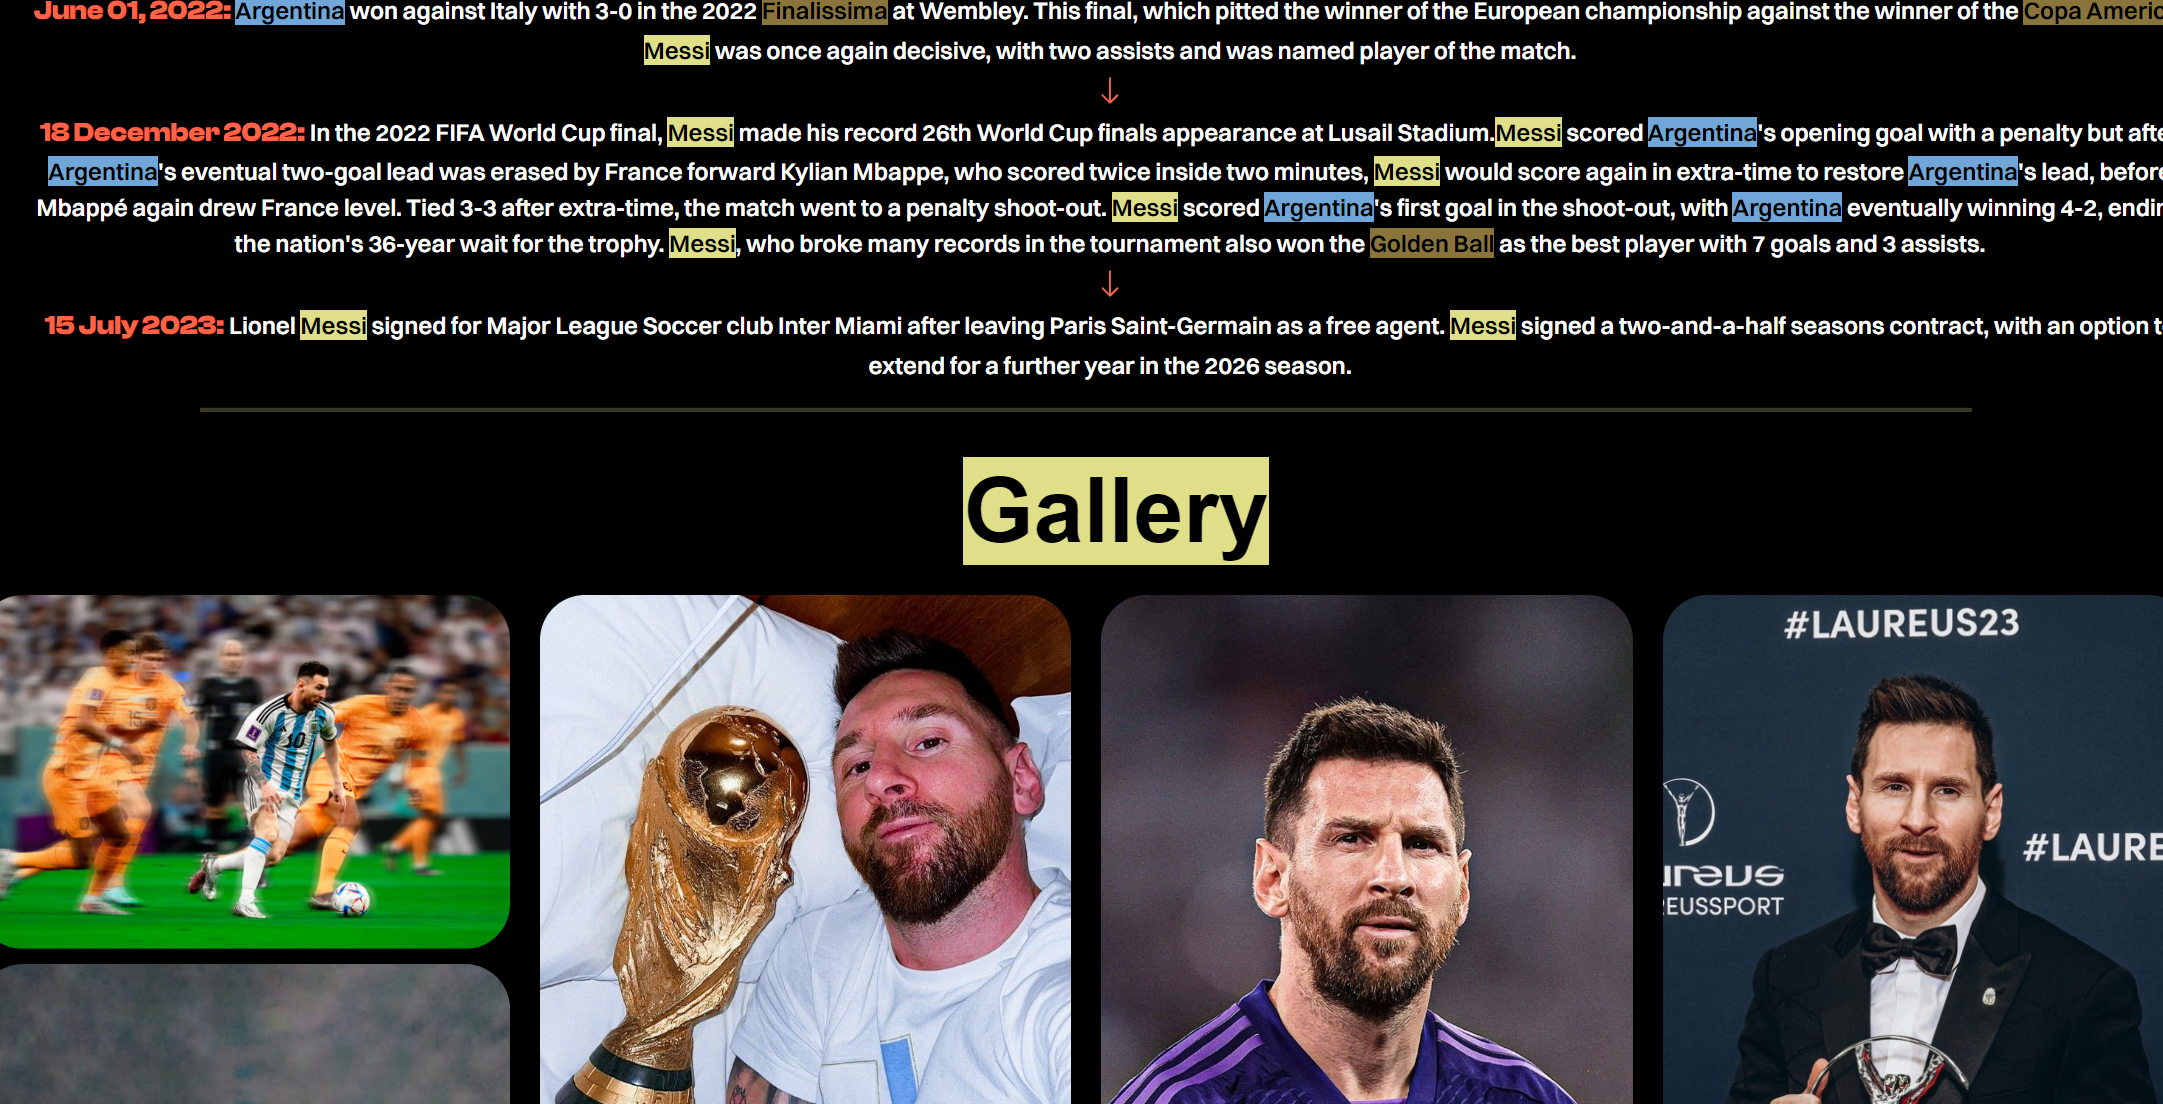 June 01, 2022: Argentina won against Italy with 3-0 in the 2022 Finalissima at Wembley. This final, which pitted the winner of the European championship against the winner of the Copa Americ
Messi was once again decisive, with two assists and was named player of the match.
↓
18 December 2022: In the 2022 FIFA World Cup final, Messi made his record 26th World Cup finals appearance at Lusail Stadium.Messi scored Argentina's opening goal with a penalty but afte
Argentina's eventual two-goal lead was erased by France forward Kylian Mbappe, who scored twice inside two minutes, Messi would score again in extra-time to restore Argentina's lead, before
Mbappé again drew France level. Tied 3-3 after extra-time, the match went to a penalty shoot-out. Messi scored Argentina's first goal in the shoot-out, with Argentina eventually winning 4-2, endin
the nation's 36-year wait for the trophy. Messi, who broke many records in the tournament also won the Golden Ball as the best player with 7 goals and 3 assists.
↓
15 July 2023: Lionel Messi signed for Major League Soccer club Inter Miami after leaving Paris Saint-Germain as a free agent. Messi signed a two-and-a-half seasons contract, with an option t
extend for a further year in the 2026 season.
Gallery
10
#LAUREUS23
#LAURE
ureus
REUSSPORT